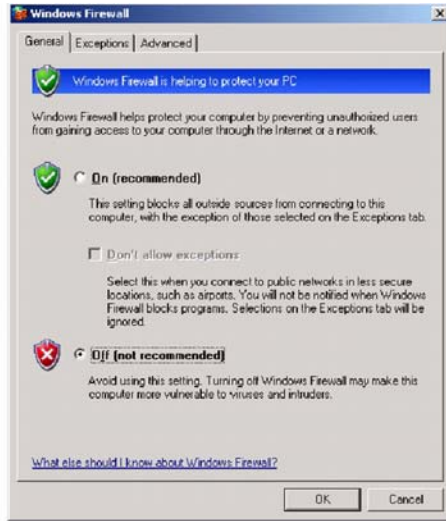 Windows Firewall
General Exceptions Advanced
Windows Firewall is helping to protect your PC
Windows Firewall helps protect your computer by preventing unauthorized users
from gaining access to your computer through the Internet or a network.
On (recommended)
This setting blocks all outside sources from connecting to this
computer, with the exception of those selected on the Exceptions tab.
Don't allow exceptions
Select this when you connect to public networks in less secure
locations, such as airports. You will not be notified when Windows
Firewall blocks programs. Selections on the Exceptions tab will be
ignored.
Off (not recommended)
Avoid using this setting. Turning off Windows Firewall may make this
computer more vulnerable to viruses and intruders.
What else should I know about Windows Firewall?
OK Cancel